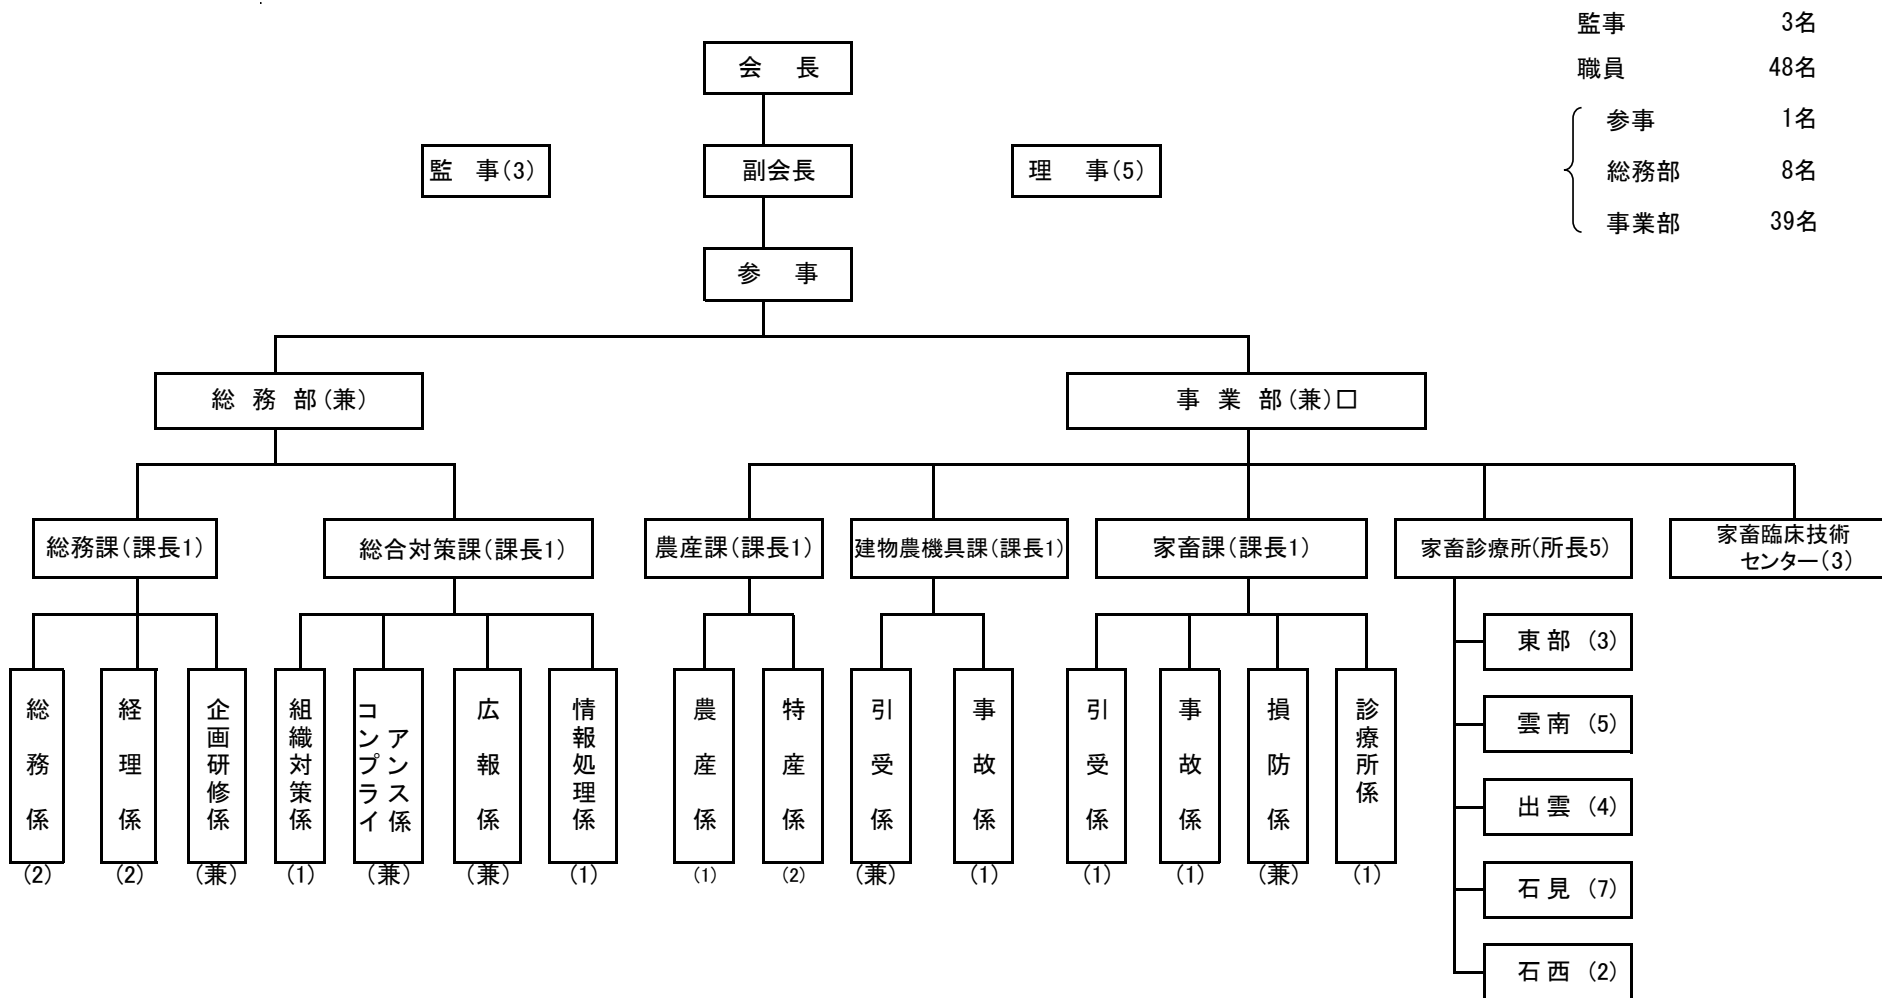 監事 3名
職員 48名
参事 1名
総務部 8名
事業部 39名
会 長
監 事(3)
副会長
理 事(5)
参 事
総 務 部(兼)
事 業 部(兼)□
総務課(課長1)
総合対策課(課長1)
農産課(課長1)
建物農機具課(課長1)
家畜課(課長1)
家畜診療所(所長5)
家畜臨床技術
センター(3)
東部 (3)
雲南 (5)
出雲 (4)
石見 (7)
石西 (2)
総務係
(2)
経理係
(2)
企画研修係
(兼)
組織対策係
(1)
コンプライ
アンス係
(兼)
広報係
(兼)
情報処理係
(1)
農産係
(1)
特産係
(2)
引受係
(兼)
事故係
(1)
引受係
(1)
事故係
(1)
損防係
(兼)
診療所係
(1)